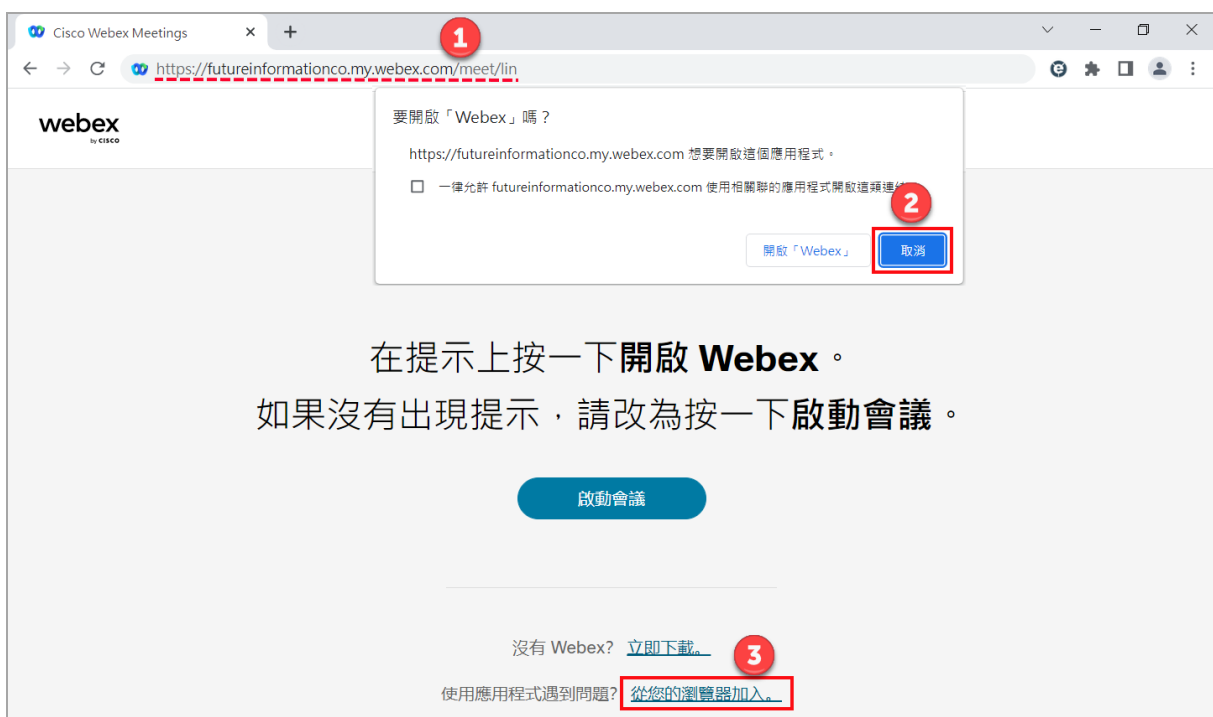 Cisco Webex Meetings
1
https://futureinformationco.my.webex.com/meet/lin
webex
by CISCO
要開啟「Webex」嗎？
https://futureinformationco.my.webex.com 想要開啟這個應用程式。
一律允許 futureinformationco.my.webex.com 使用相關聯的應用程式開啟這類連結
2
開啟「Webex」
取消
在提示上按一下開啟 Webex。
如果沒有出現提示，請改為按一下啟動會議。
啟動會議
沒有 Webex? 立即下載。
3
使用應用程式遇到問題? 從您的瀏覽器加入。